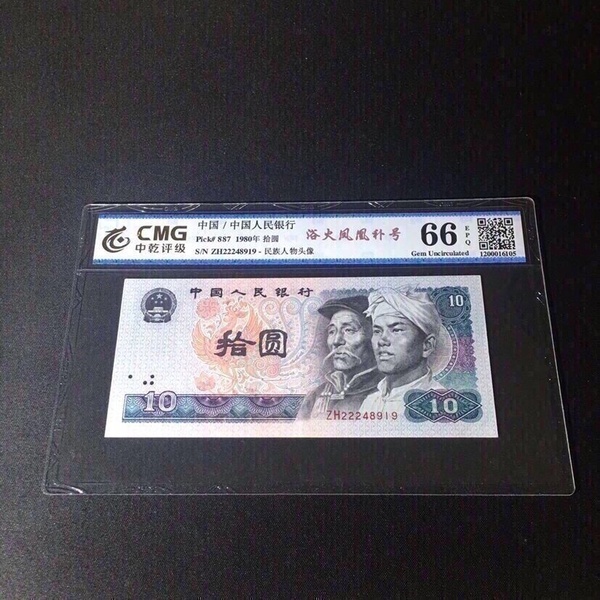 CMG
中乾评级
中国 / 中国人民银行
Pick# 887 1980年 拾圆
S/N ZH22248919 - 民族人物头像
浴火凤凰补号
66 EPQ
Gem Uncirculated
1200016105
中国人民银行
10
拾圆
10
ZH22248919
10